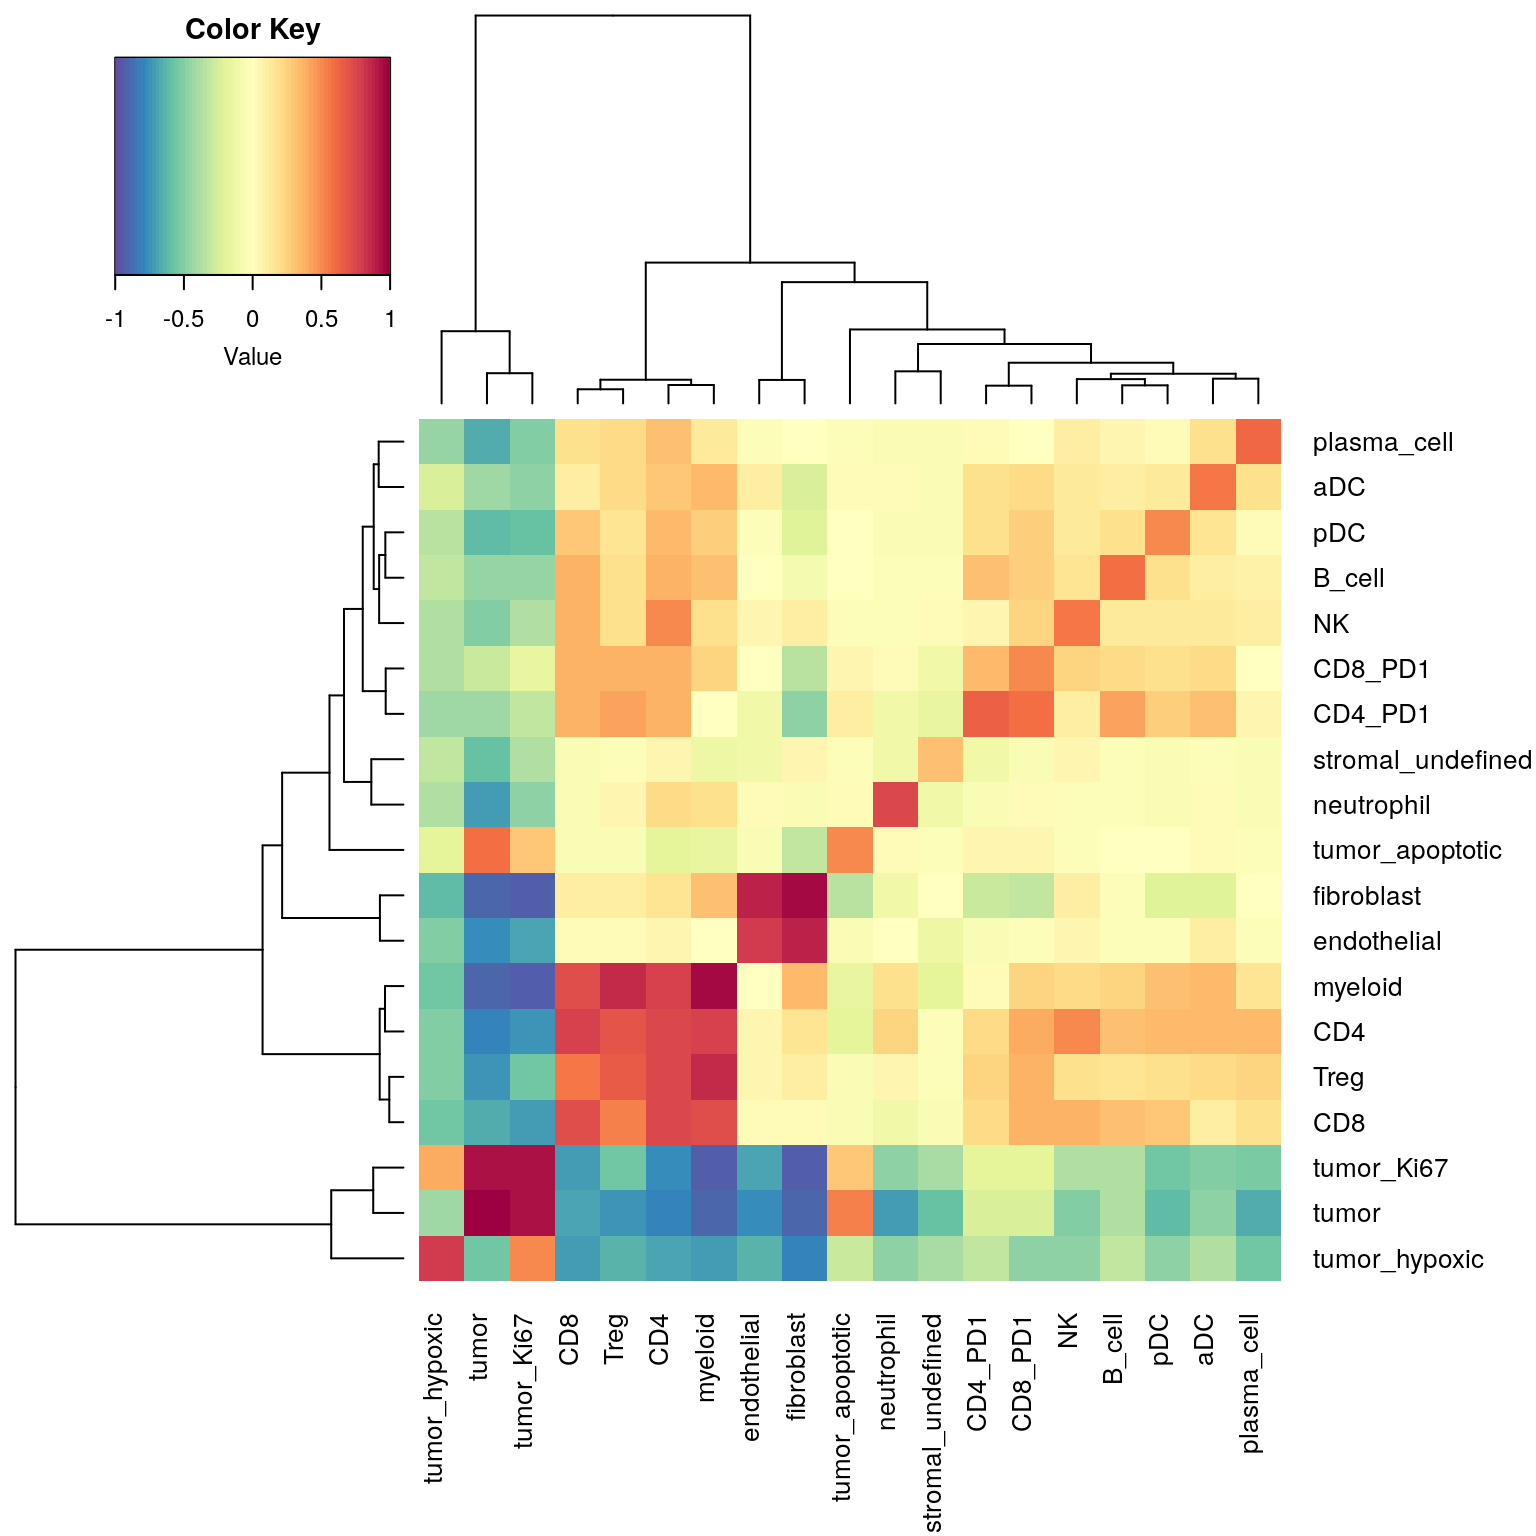 Color Key
-1 -0.5 0 0.5 1
Value
plasma_cell
aDC
pDC
B_cell
NK
CD8_PD1
CD4_PD1
stromal_undefined
neutrophil
tumor_apoptotic
fibroblast
endothelial
myeloid
CD4
Treg
CD8
tumor_Ki67
tumor
tumor_hypoxic
tumor_hypoxic
tumor
tumor_Ki67
CD8
Treg
CD4
myeloid
endothelial
fibroblast
tumor_apoptotic
neutrophil
stromal_undefined
CD4_PD1
CD8_PD1
NK
B_cell
pDC
aDC
plasma_cell